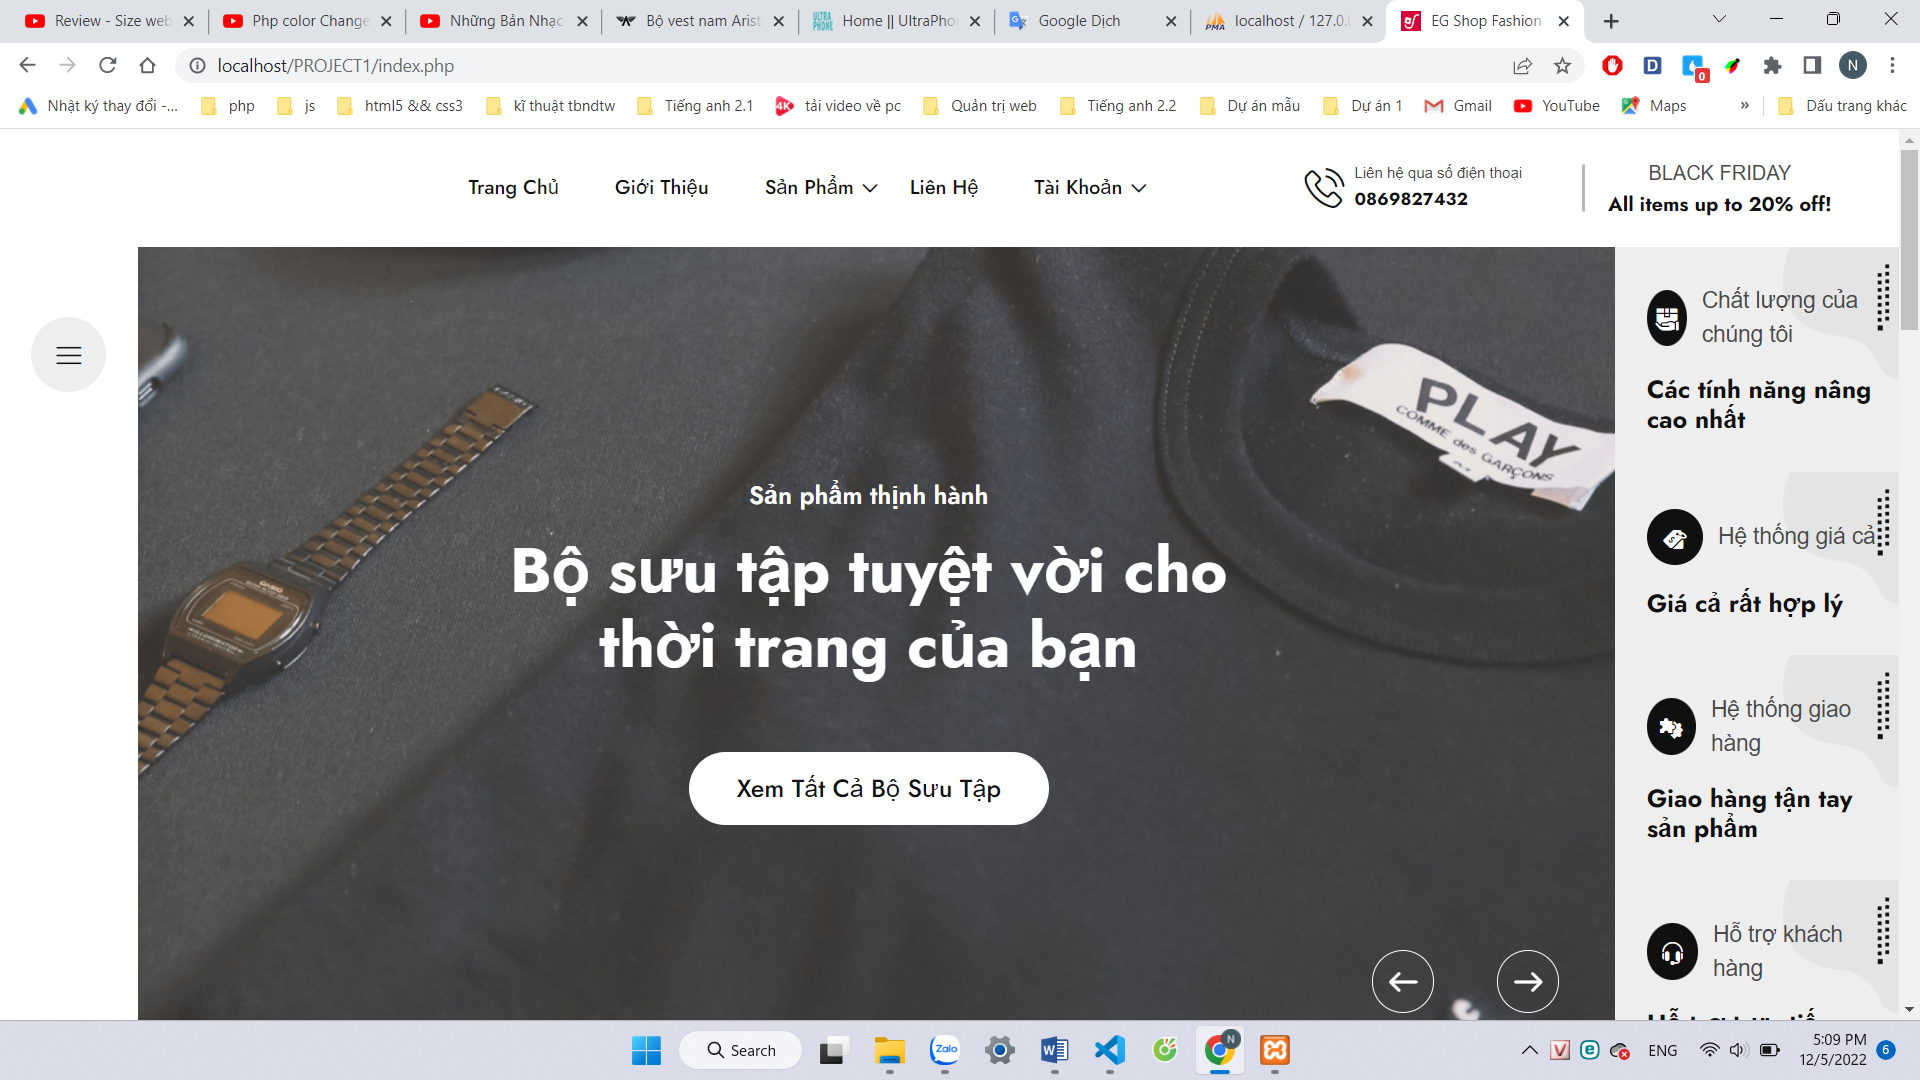 Review - Size web
Php color Change
Những Bản Nhạc
Bộ vest nam Arist
Home || UltraPho
Google Dịch
localhost / 127.0.0
EG Shop Fashion
localhost/PROJECT1/index.php
D
0
N
Nhật ký thay đổi -...
php
js
html5 && css3
kĩ thuật tbndtw
Tiếng anh 2.1
4K
tải video về pc
Quản trị web
Tiếng anh 2.2
Dự án mẫu
Dự án 1
Gmail
YouTube
Maps
»
Dấu trang khác
Trang Chủ
Giới Thiệu
Sản Phẩm
Liên Hệ
Tài Khoản
Liên hệ qua số điện thoại
0869827432
BLACK FRIDAY
All items up to 20% off!
PLAY
COMME des GARÇONS
CASIO
Sản phẩm thịnh hành
Bộ sưu tập tuyệt vời cho
thời trang của bạn
Xem Tất Cả Bộ Sưu Tập
Chất lượng của
chúng tôi
Các tính năng nâng
cao nhất
Hệ thống giá cả
Giá cả rất hợp lý
Hệ thống giao
hàng
Giao hàng tận tay
sản phẩm
Hỗ trợ khách
hàng
Search
Zalo
N
ENG
5:09 PM
12/5/2022
6